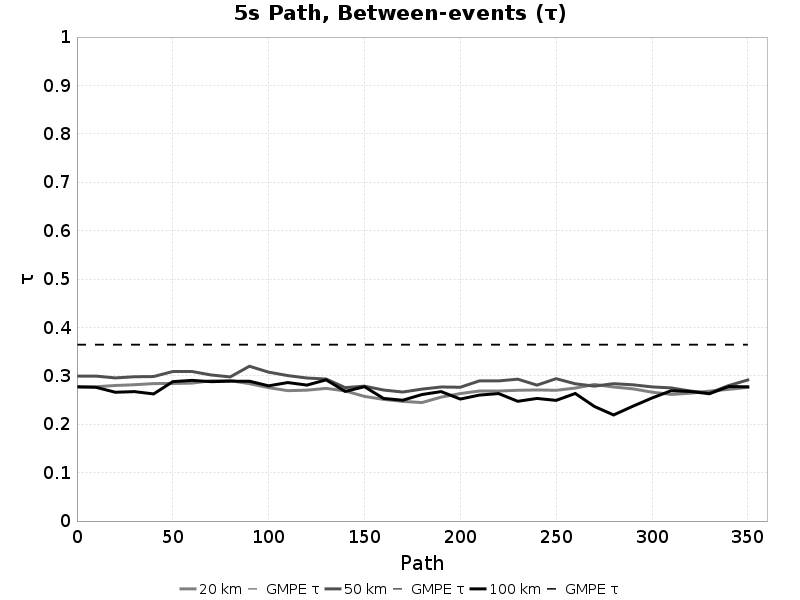 5s Path, Between-events (τ)
1
0.9
0.8
0.7
0.6
0.5
0.4
0.3
0.2
0.1
0
τ
0 50 100 150 200 250 300 350
Path
20 km GMPE τ 50 km GMPE τ 100 km GMPE τ